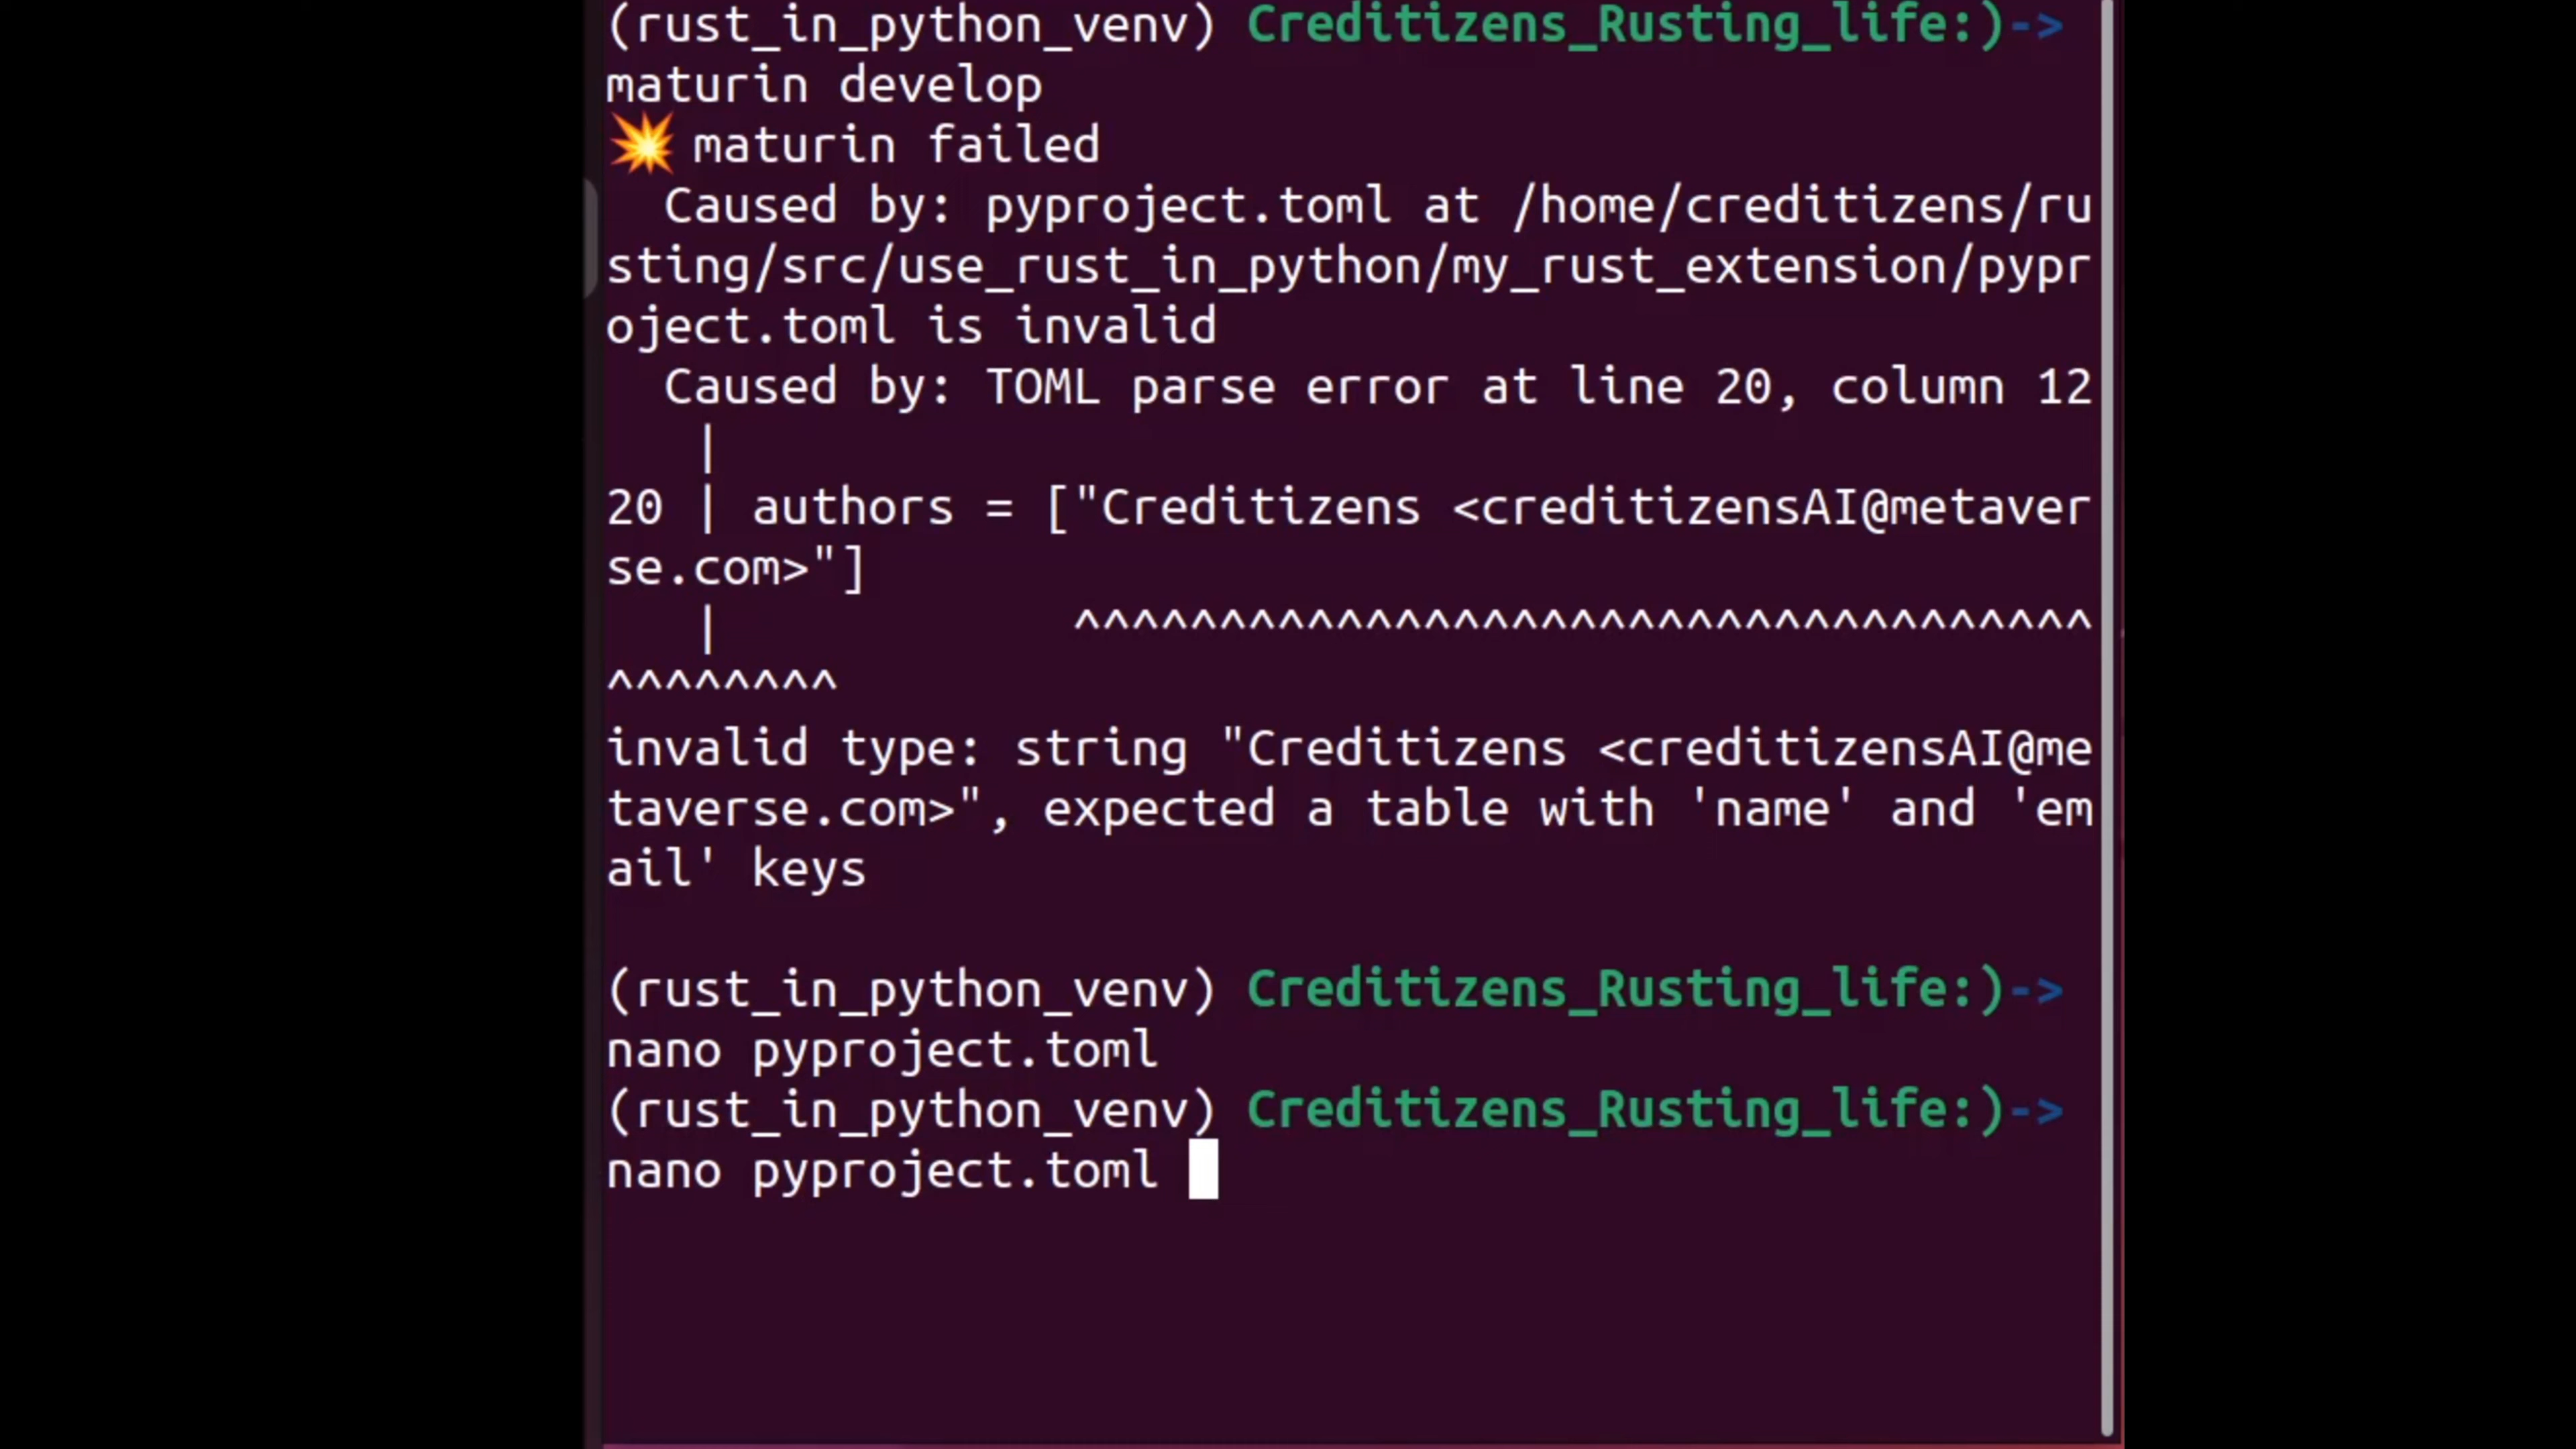 (rust_in_python_venv) Creditizens_Rusting_life:)->
maturin develop
💥 maturin failed
  Caused by: pyproject.toml at /home/creditizens/ru
sting/src/use_rust_in_python/my_rust_extension/pypr
oject.toml is invalid
  Caused by: TOML parse error at line 20, column 12
   |
20 | authors = ["Creditizens <creditizensAI@metaver
se.com>"]
   |            ^^^^^^^^^^^^^^^^^^^^^^^^^^^^^^^^^^^
^^^^^^^^
invalid type: string "Creditizens <creditizensAI@me
taverse.com>", expected a table with 'name' and 'em
ail' keys

(rust_in_python_venv) Creditizens_Rusting_life:)->
nano pyproject.toml
(rust_in_python_venv) Creditizens_Rusting_life:)->
nano pyproject.toml